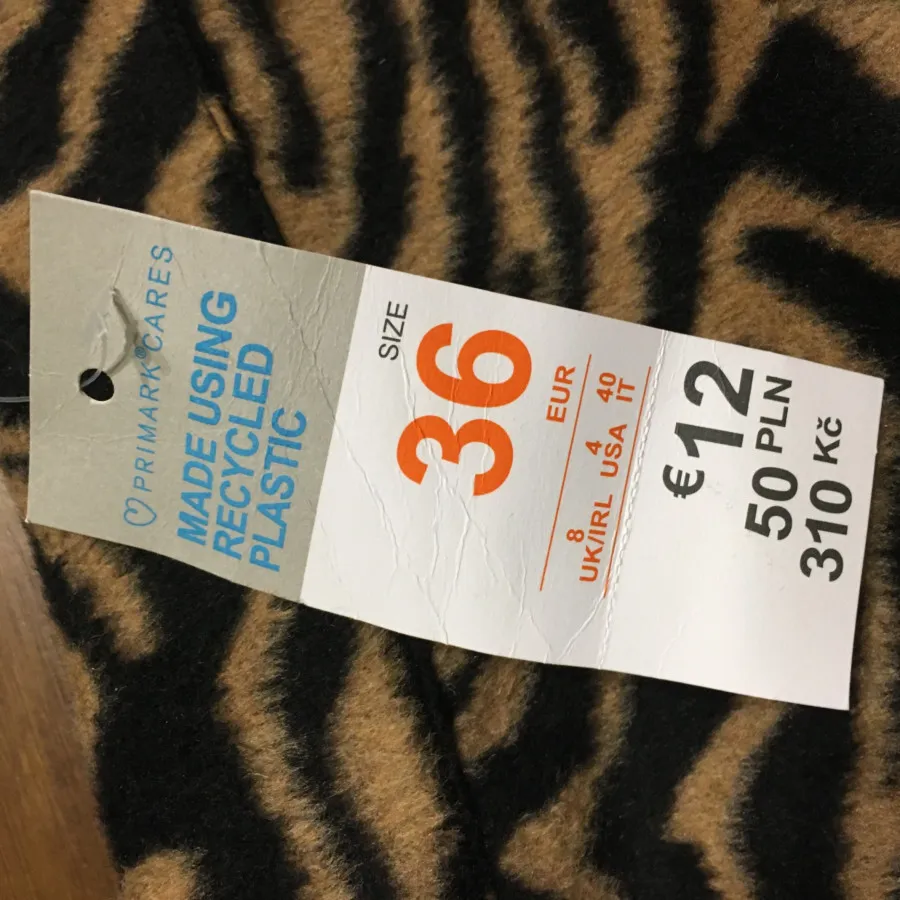 PRIMARK®CARES
MADE USING
RECYCLED
PLASTIC
SIZE
36
EUR
8 4 40
UK/IRL USA IT
€12
50 PLN
310 Kč